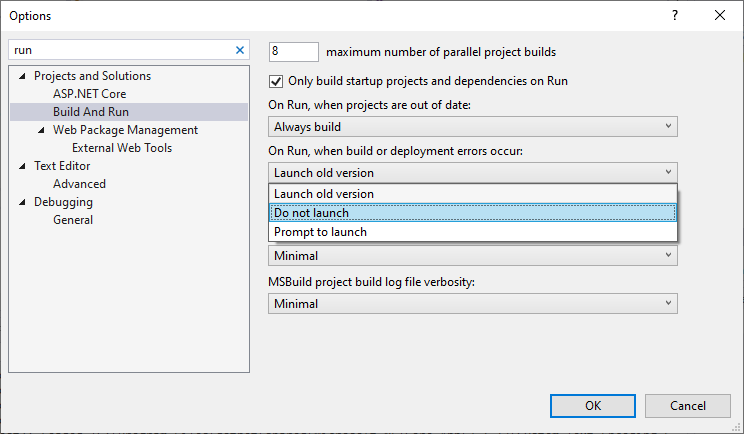 Options
run
Projects and Solutions
ASP.NET Core
Build And Run
Web Package Management
External Web Tools
Text Editor
Advanced
Debugging
General
8 maximum number of parallel project builds
Only build startup projects and dependencies on Run
On Run, when projects are out of date:
Always build
On Run, when build or deployment errors occur:
Launch old version
Launch old version
Do not launch
Prompt to launch
Minimal
MSBuild project build log file verbosity:
Minimal
OK
Cancel